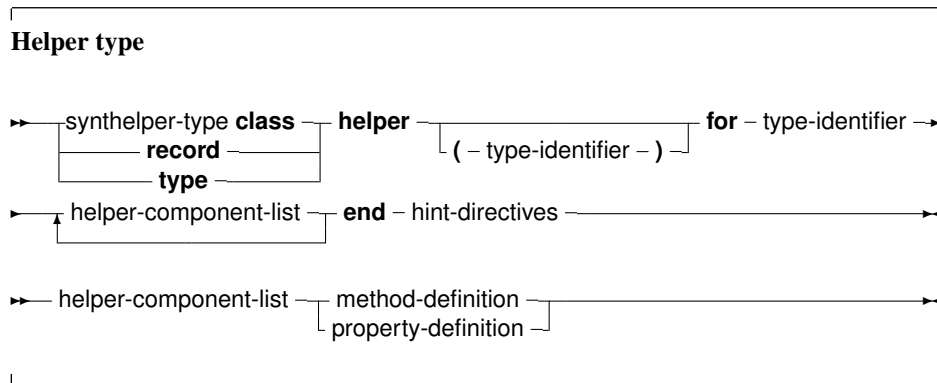 Helper type
synthelper-type class helper for – type-identifier
record ( – type-identifier – )
type
helper-component-list end – hint-directives
helper-component-list method-definition
property-definition